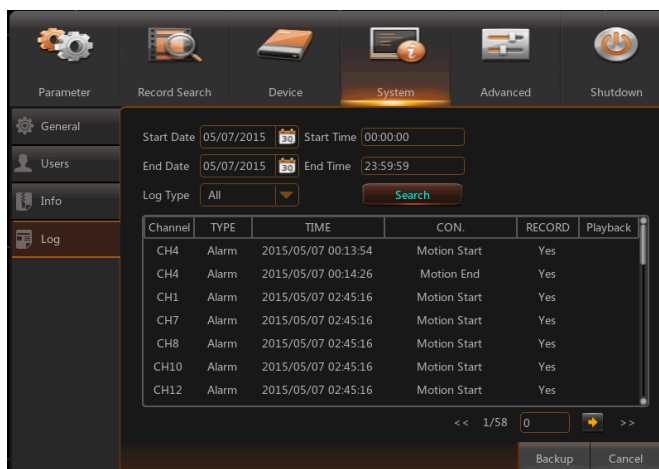 Parameter Record Search Device System Advanced Shutdown
General
Users
Info
Log
Start Date 05/07/2015 30 Start Time 00:00:00
End Date 05/07/2015 30 End Time 23:59:59
Log Type All Search
Channel TYPE TIME CON. RECORD Playback
CH4 Alarm 2015/05/07 00:13:54 Motion Start Yes
CH4 Alarm 2015/05/07 00:14:26 Motion End Yes
CH1 Alarm 2015/05/07 02:45:16 Motion Start Yes
CH7 Alarm 2015/05/07 02:45:16 Motion Start Yes
CH8 Alarm 2015/05/07 02:45:16 Motion Start Yes
CH10 Alarm 2015/05/07 02:45:16 Motion Start Yes
CH12 Alarm 2015/05/07 02:45:16 Motion Start Yes
<< 1/58 0 >>
Backup Cancel